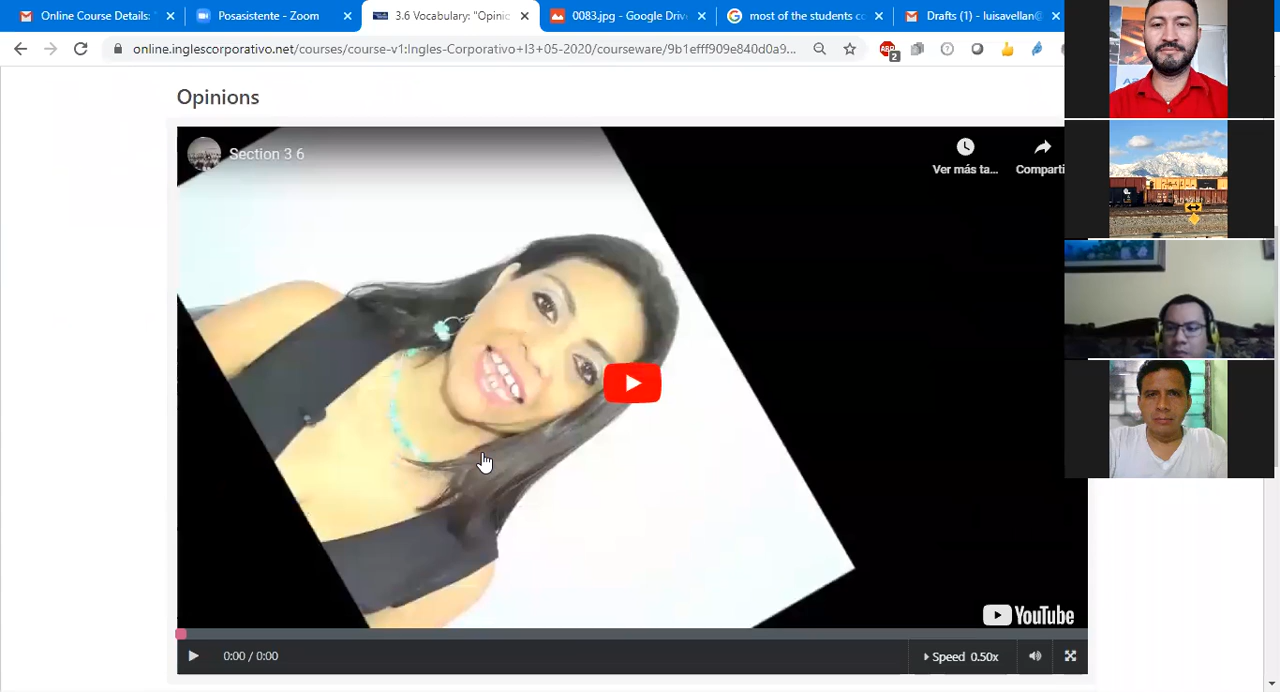 Online Course Details: "
Posasistente - Zoom
3.6 Vocabulary: "Opinic
0083.jpg - Google Driv
most of the students co
Drafts (1) - luisavellan
online.inglescorporativo.net/courses/course-v1:Ingles-Corporativo+I3+05-2020/courseware/9b1efff909e840d0a9...
2
Opinions
Section 3 6
Ver más ta...
Comparti
YouTube
0:00 / 0:00
Speed 0.50x